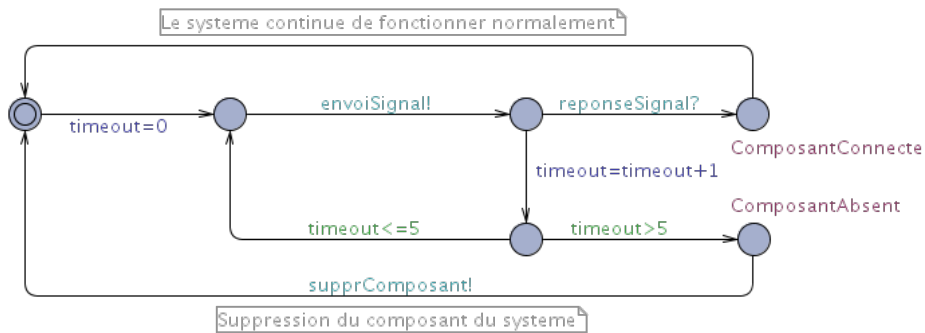 Le systeme continue de fonctionner normalement
envoiSignal!
reponseSignal?
timeout=0
ComposantConnecte
timeout=timeout+1
ComposantAbsent
timeout<=5
timeout>5
supprComposant!
Suppression du composant du systeme